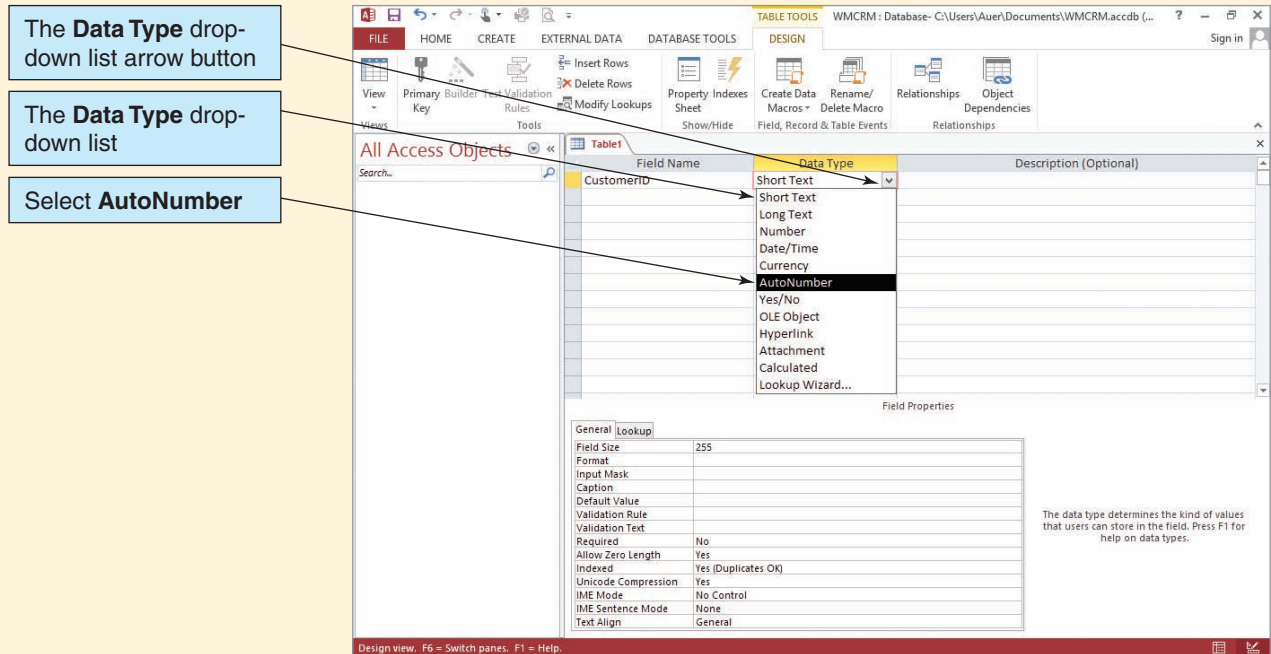 The Data Type drop-
down list arrow button
The Data Type drop-
down list
Select AutoNumber
TABLE TOOLS
WMCRM : Database- C:\Users\Auer\Documents\WMCRM.accdb (...
?
FILE
HOME
CREATE
EXTERNAL DATA
DATABASE TOOLS
DESIGN
Sign in
View
Primary
Key
Builder
Test Validation
Rules
Insert Rows
Delete Rows
Modify Lookups
Property
Sheet
Indexes
Create Data
Macros
Rename/
Delete Macro
Relationships
Object
Dependencies
Views
Tools
Show/Hide
Field, Record & Table Events
Relationships
All Access Objects
Search...
Table1
Field Name
Data Type
Description (Optional)
CustomerID
Short Text
Short Text
Long Text
Number
Date/Time
Currency
AutoNumber
Yes/No
OLE Object
Hyperlink
Attachment
Calculated
Lookup Wizard...
Field Properties
General
Lookup
Field Size 255
Format
Input Mask
Caption
Default Value
Validation Rule
Validation Text
Required No
Allow Zero Length Yes
Indexed Yes (Duplicates OK)
Unicode Compression Yes
IME Mode No Control
IME Sentence Mode None
Text Align General
The data type determines the kind of values
that users can store in the field. Press F1 for
help on data types.
Design view. F6 = Switch panes. F1 = Help.